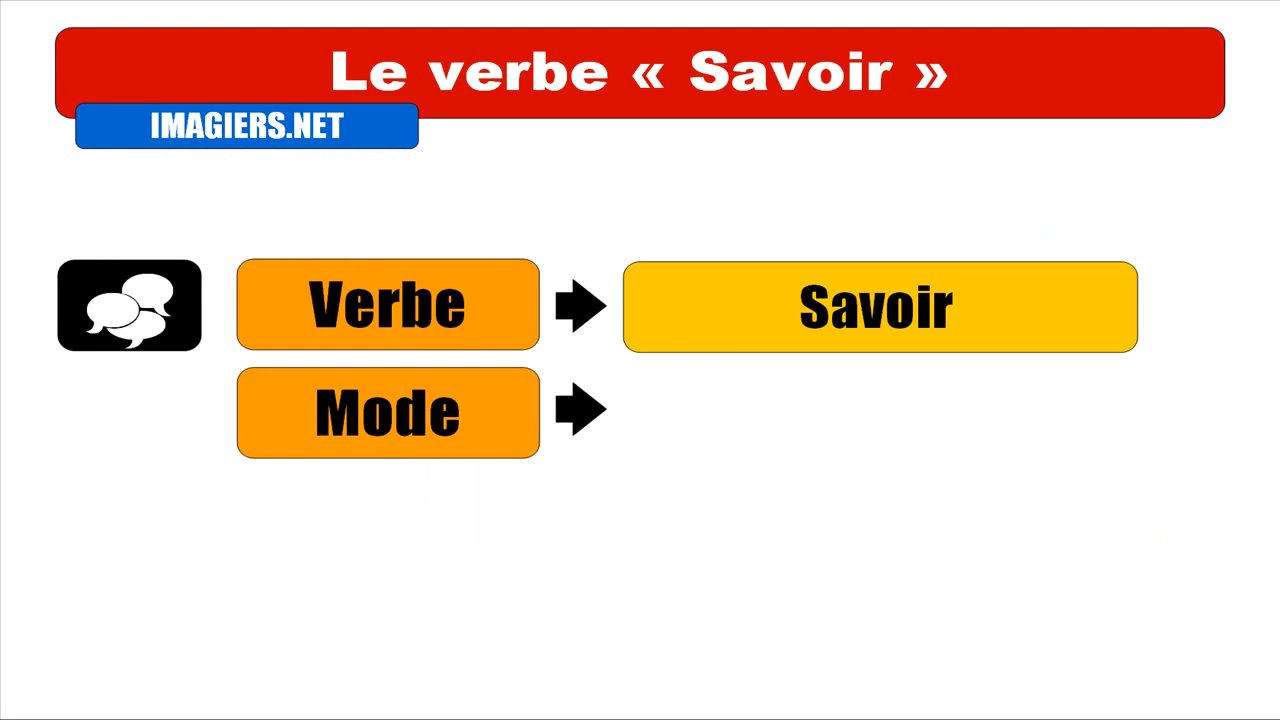 Le verbe « Savoir »
IMAGIERS.NET
Verbe
Savoir
Mode